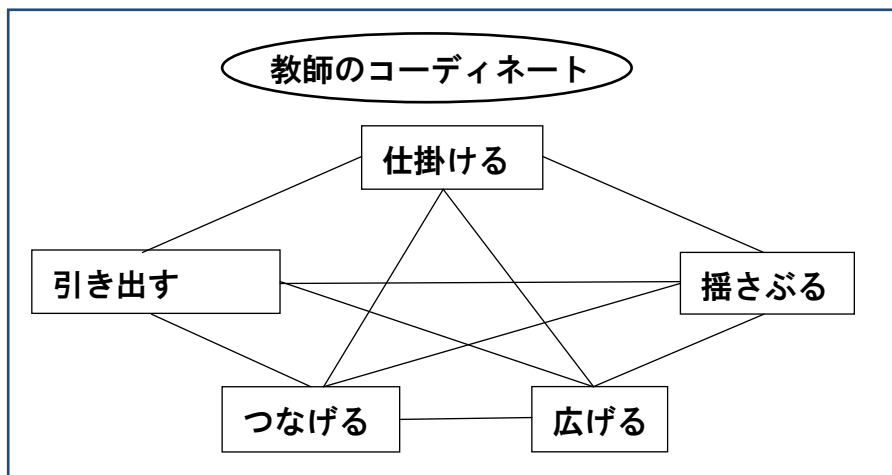 教師のコーディネート
仕掛ける
引き出す
揺さぶる
つなげる
広げる